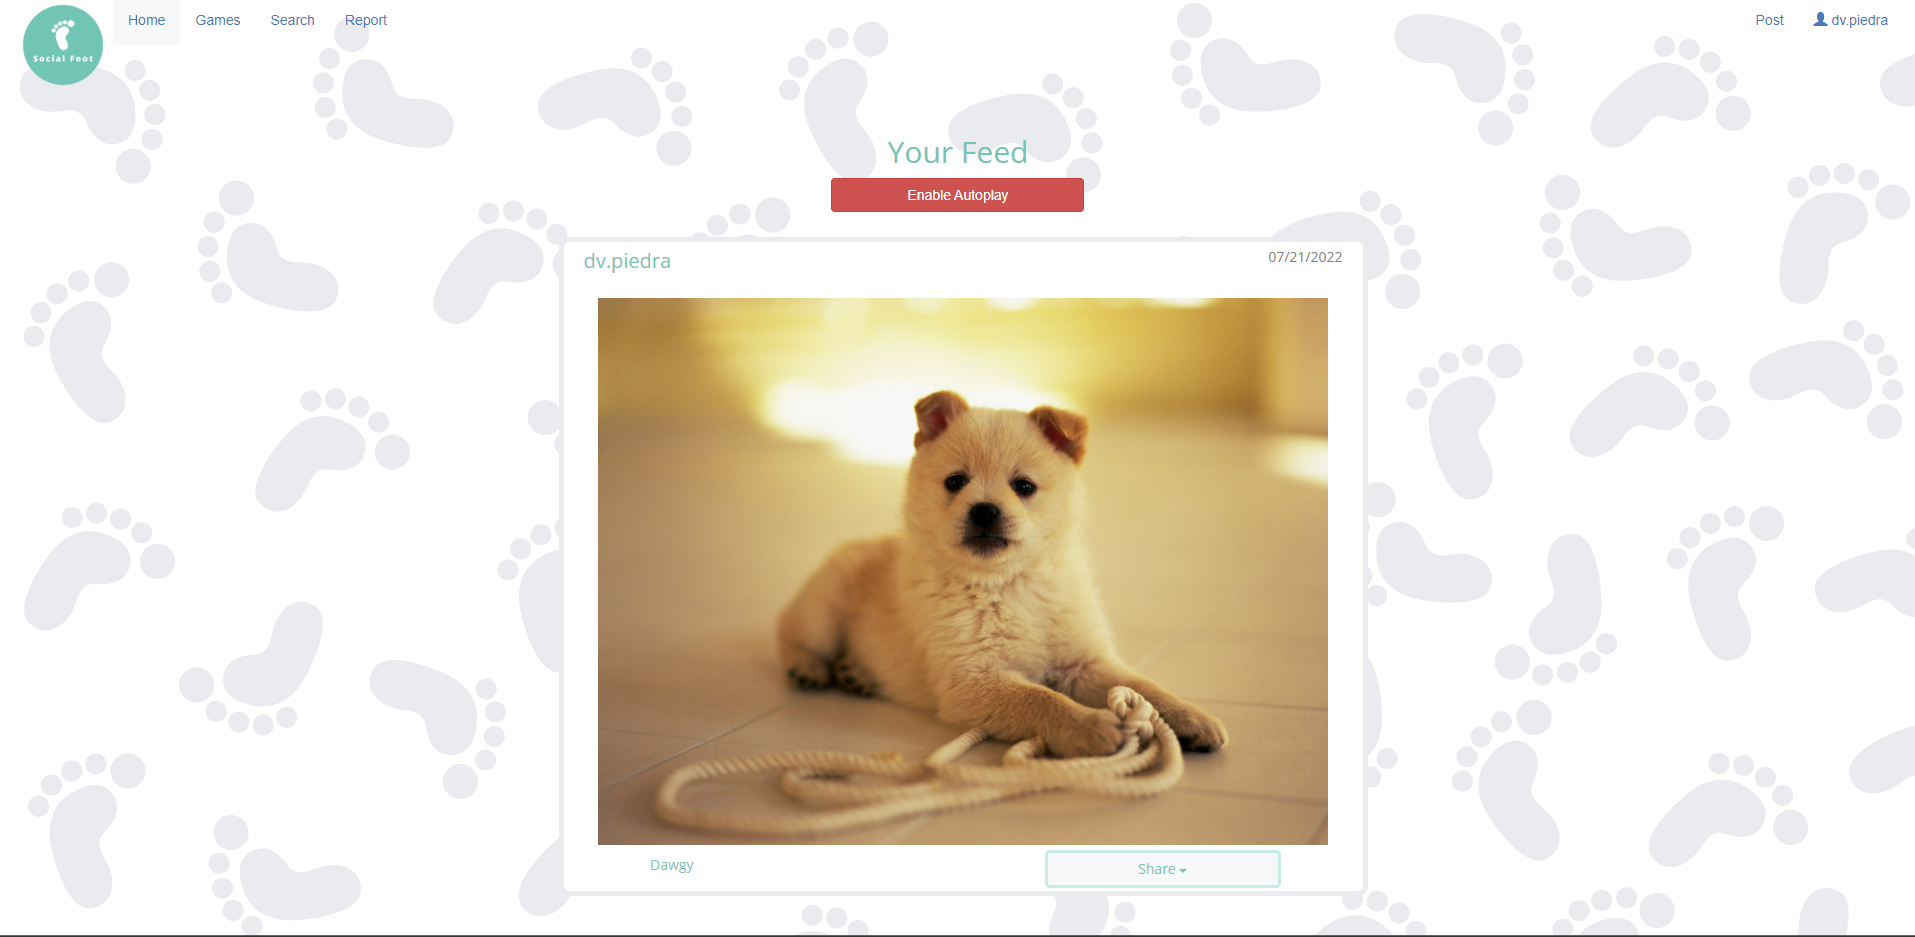 Social Foot
Home
Games
Search
Report
Post
dv.piedra
Your Feed
Enable Autoplay
dv.piedra
07/21/2022
Dawgy
Share